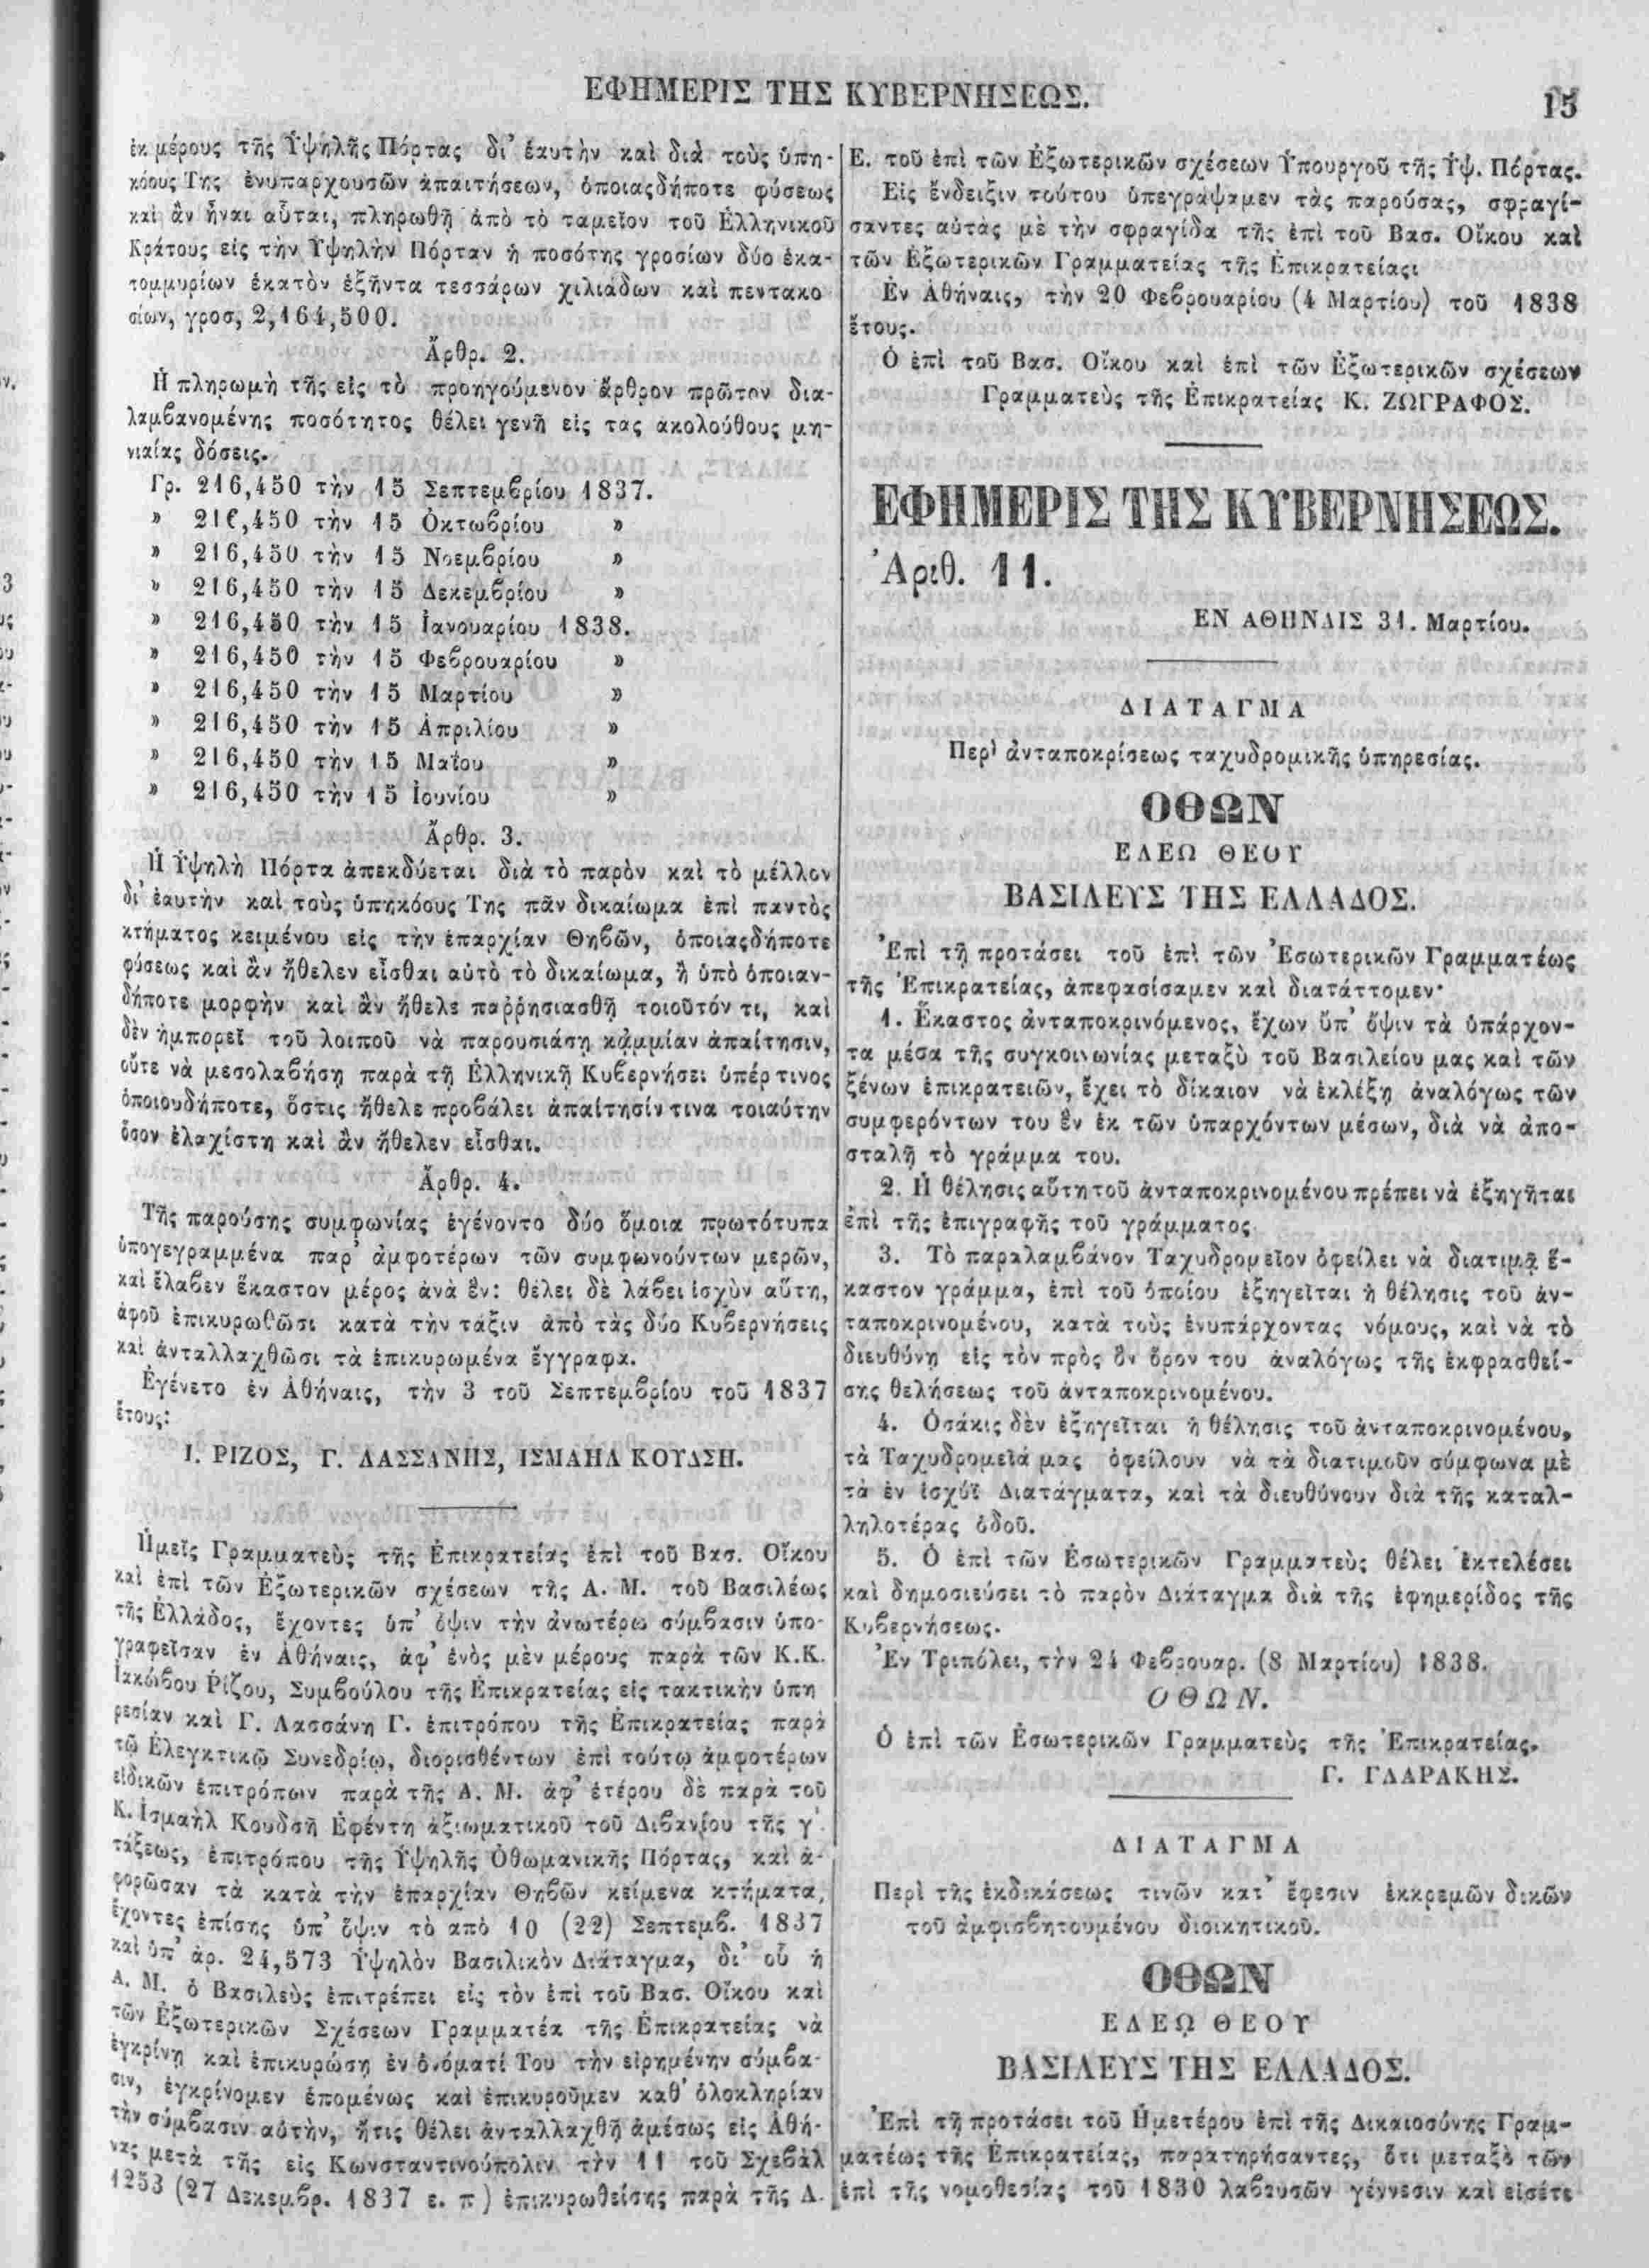 ΕΦΗΜΕΡΙΣ ΤΗΣ ΚΥΒΕΡΝΗΣΕΩΣ.
15
ἐκ μέρους τῆς Ὑψηλῆς Πόρτας δι' ἑαυτὴν καὶ διὰ τοὺς ὑπη-
κόους Της ἐνυπαρχουσῶν ἀπαιτήσεων, ὁποιαςδήποτε φύσεως
καὶ ἂν ἦναι αὗται, πληρωθῇ ἀπὸ τὸ ταμεῖον τοῦ Ἑλληνικοῦ
Κράτους εἰς τὴν Ὑψηλὴν Πόρταν ἡ ποσότης γροσίων δύο ἑκα-
τομμυρίων ἑκατὸν ἑξῆντα τεσσάρων χιλιάδων καὶ πεντακο
σίων, γροσ, 2,164,500.
Ἄρθρ. 2.
Ἡ πληρωμὴ τῆς εἰς τὸ προηγούμενον ἄρθρον πρῶτον δια-
λαμβανομένης ποσότητος θέλει γενῆ εἰς τας ακολούθους μη-
νιαίας δόσεις.
Γρ. 216,450 τὴν 15 Σεπτεμβρίου 1837.
» 216,450 τὴν 15 Ὀκτωβρίου »
» 216,450 τὴν 15 Νοεμβρίου »
» 216,450 τὴν 15 Δεκεμβρίου »
» 216,450 τὴν 15 Ἰανουαρίου 1838.
» 216,450 τὴν 15 Φεβρουαρίου »
» 216,450 τὴν 15 Μαρτίου »
» 216,450 τὴν 15 Ἀπριλίου »
» 216,450 τὴν 15 Μαΐου »
» 216,450 τὴν 15 Ἰουνίου »
Ἄρθρ. 3.
Ἡ Ὑψηλὴ Πόρτα ἀπεκδύεται διὰ τὸ παρὸν καὶ τὸ μέλλον
δι' ἑαυτὴν καὶ τοὺς ὑπηκόους Της πᾶν δικαίωμα ἐπὶ παντὸς
κτήματος κειμένου εἰς τὴν ἐπαρχίαν Θηβῶν, ὁποιαςδήποτε
φύσεως καὶ ἂν ἤθελεν εἶσθαι αὐτὸ τὸ δικαίωμα, ἢ ὑπὸ ὁποιαν-
δήποτε μορφὴν καὶ ἂν ἤθελε παῤῥησιασθῆ τοιοῦτόν τι, καὶ
δὲν ἡμπορεῖ τοῦ λοιποῦ νὰ παρουσιάσῃ κᾀμμίαν ἀπαίτησιν,
οὔτε νὰ μεσολαβήσῃ παρὰ τῇ Ἑλληνικῇ Κυβερνήσει ὑπέρ τινος
ὁποιουδήποτε, ὅστις ἤθελε προβάλει ἀπαίτησίν τινα τοιαύτην
ὅσον ἐλαχίστη καὶ ἂν ἤθελεν εἶσθαι.
Ἄρθρ. 4.
Τῆς παρούσης συμφωνίας ἐγένοντο δύο ὅμοια πρωτότυπα
ὑπογεγραμμένα παρ' ἀμφοτέρων τῶν συμφωνούντων μερῶν,
καὶ ἔλαβεν ἕκαστον μέρος ἀνὰ ἕν: θέλει δὲ λάβει ἰσχὺν αὕτη,
ἀφοῦ ἐπικυρωθῶσι κατὰ τὴν τάξιν ἀπὸ τὰς δύο Κυβερνήσεις
καὶ ἀνταλλαχθῶσι τὰ ἐπικυρωμένα ἔγγραφα.
Ἐγένετο ἐν Ἀθήναις, τὴν 3 τοῦ Σεπτεμβρίου τοῦ 1837
ἔτους:
Ι. ΡΙΖΟΣ, Γ. ΛΑΣΣΑΝΗΣ, ΙΣΜΑΗΛ ΚΟΥΔΣΗ.
Ἡμεῖς Γραμματεὺς τῆς Ἐπικρατείας ἐπὶ τοῦ Βασ. Οἴκου
καὶ ἐπὶ τῶν Ἐξωτερικῶν σχέσεων τῆς Α. Μ. τοῦ Βασιλέως
τῆς Ἑλλάδος, ἔχοντες ὑπ' ὄψιν τὴν ἀνωτέρω σύμβασιν ὑπο-
γραφεῖσαν ἐν Ἀθήναις, ἀφ' ἑνὸς μὲν μέρους παρὰ τῶν Κ.Κ.
Ἰακώβου Ῥίζου, Συμβούλου τῆς Ἐπικρατείας εἰς τακτικὴν ὑπη
ρεσίαν καὶ Γ. Λασσάνη Γ. ἐπιτρόπου τῆς Ἐπικρατείας παρὰ
τῷ Ἐλεγκτικῷ Συνεδρίῳ, διορισθέντων ἐπὶ τούτῳ ἀμφοτέρων
εἰδικῶν ἐπιτρόπων παρὰ τῆς Α. Μ. ἀφ' ἑτέρου δὲ παρὰ τοῦ
Κ. Ἰσμαὴλ Κουδσῆ Ἐφέντη ἀξιωματικοῦ τοῦ Διβανίου τῆς γ'.
τάξεως, ἐπιτρόπου τῆς Ὑψηλῆς Ὀθωμανικῆς Πόρτας, καὶ ἀ-
φορῶσαν τὰ κατὰ τὴν ἐπαρχίαν Θηβῶν κείμενα κτήματα,
ἔχοντες ἐπίσης ὑπ' ὄψιν τὸ ἀπὸ 10 (22) Σεπτεμβ. 1837
καὶ ὑπ' ἀρ. 24,573 Ὑψηλὸν Βασιλικὸν Διάταγμα, δι' οὗ ἡ
Α. Μ. ὁ Βασιλεὺς ἐπιτρέπει εἰς τὸν ἐπὶ τοῦ Βασ. Οἴκου καὶ
τῶν Ἐξωτερικῶν Σχέσεων Γραμματέα τῆς Ἐπικρατείας νὰ
ἐγκρίνῃ καὶ ἐπικυρώσῃ ἐν ὀνόματί Του τὴν εἰρημένην σύμβα-
σιν, ἐγκρίνομεν ἑπομένως καὶ ἐπικυροῦμεν καθ' ὁλοκληρίαν
τὴν σύμβασιν αὐτὴν, ἥτις θέλει ἀνταλλαχθῆ ἀμέσως εἰς Ἀθή-
νας μετὰ τῆς εἰς Κωνσταντινούπολιν τὴν 11 τοῦ Σχεβὰλ
1253 (27 Δεκεμβρ. 1837 ε. π) ἐπικυρωθείσης παρὰ τῆς Α.
Ε. τοῦ ἐπὶ τῶν Ἐξωτερικῶν σχέσεων Ὑπουργοῦ τῆς Ὑψ. Πόρτας.
Εἰς ἔνδειξιν τούτου ὑπεγράψαμεν τὰς παρούσας, σφραγί-
σαντες αὐτὰς μὲ τὴν σφραγίδα τῆς ἐπὶ τοῦ Βασ. Οἴκου καὶ
τῶν Ἐξωτερικῶν Γραμματείας τῆς Ἐπικρατείας:
Ἐν Ἀθήναις, τὴν 20 Φεβρουαρίου (4 Μαρτίου) τοῦ 1838
ἔτους.
Ὁ ἐπὶ τοῦ Βασ. Οἴκου καὶ ἐπὶ τῶν Ἐξωτερικῶν σχέσεων
Γραμματεὺς τῆς Ἐπικρατείας Κ. ΖΩΓΡΑΦΟΣ.
ΕΦΗΜΕΡΙΣ ΤΗΣ ΚΥΒΕΡΝΗΣΕΩΣ.
Ἀριθ. 11.
ΕΝ ΑΘΗΝΑΙΣ 31. Μαρτίου.
ΔΙΑΤΑΓΜΑ
Περὶ ἀνταποκρίσεως ταχυδρομικῆς ὑπηρεσίας.
ΟΘΩΝ
ΕΛΕΩ ΘΕΟΥ
ΒΑΣΙΛΕΥΣ ΤΗΣ ΕΛΛΑΔΟΣ.
Ἐπὶ τῇ προτάσει τοῦ ἐπὶ τῶν Ἐσωτερικῶν Γραμματέως
τῆς Ἐπικρατείας, ἀπεφασίσαμεν καὶ διατάττομεν·
1. Ἕκαστος ἀνταποκρινόμενος, ἔχων ὑπ' ὄψιν τὰ ὑπάρχον-
τα μέσα τῆς συγκοινωνίας μεταξὺ τοῦ Βασιλείου μας καὶ τῶν
ξένων ἐπικρατειῶν, ἔχει τὸ δίκαιον νὰ ἐκλέξῃ ἀναλόγως τῶν
συμφερόντων του ἓν ἐκ τῶν ὑπαρχόντων μέσων, διὰ νὰ ἀπο-
σταλῇ τὸ γράμμα του.
2. Ἡ θέλησις αὕτη τοῦ ἀνταποκρινομένου πρέπει νὰ ἐξηγῆται
ἐπὶ τῆς ἐπιγραφῆς τοῦ γράμματος.
3. Τὸ παραλαμβάνον Ταχυδρομεῖον ὀφείλει νὰ διατιμᾷ ἕ-
καστον γράμμα, ἐπὶ τοῦ ὁποίου ἐξηγεῖται ἡ θέλησις τοῦ ἀν-
ταποκρινομένου, κατὰ τοὺς ἐνυπάρχοντας νόμους, καὶ νὰ τὸ
διευθύνῃ εἰς τὸν πρὸς ὃν ὅρον του ἀναλόγως τῆς ἐκφρασθεί-
σης θελήσεως τοῦ ἀνταποκρινομένου.
4. Ὁσάκις δὲν ἐξηγεῖται ἡ θέλησις τοῦ ἀνταποκρινομένου,
τὰ Ταχυδρομεῖά μας ὀφείλουν νὰ τὰ διατιμοῦν σύμφωνα μὲ
τὰ ἐν ἰσχύϊ Διατάγματα, καὶ τὰ διευθύνουν διὰ τῆς καταλ-
ληλοτέρας ὁδοῦ.
5. Ὁ ἐπὶ τῶν Ἐσωτερικῶν Γραμματεὺς θέλει ἐκτελέσει
καὶ δημοσιεύσει τὸ παρὸν Διάταγμα διὰ τῆς ἐφημερίδος τῆς
Κυβερνήσεως.
Ἐν Τριπόλει, τὴν 24 Φεβρουαρ. (8 Μαρτίου) 1838.
ΟΘΩΝ.
Ὁ ἐπὶ τῶν Ἐσωτερικῶν Γραμματεὺς τῆς Ἐπικρατείας.
Γ. ΓΛΑΡΑΚΗΣ.
ΔΙΑΤΑΓΜΑ
Περὶ τῆς ἐκδικάσεως τινῶν κατ' ἔφεσιν ἐκκρεμῶν δικῶν
τοῦ ἀμφισβητουμένου διοικητικοῦ.
ΟΘΩΝ
ΕΛΕΩ ΘΕΟΥ
ΒΑΣΙΛΕΥΣ ΤΗΣ ΕΛΛΑΔΟΣ.
Ἐπὶ τῇ προτάσει τοῦ Ἡμετέρου ἐπὶ τῆς Δικαιοσύνης Γραμ-
ματέως τῆς Ἐπικρατείας, παρατηρήσαντες, ὅτι μεταξὺ τῶν
ἐπὶ τῆς νομοθεσίας τοῦ 1830 λαβουσῶν γέννεσιν καὶ εἰσέτι